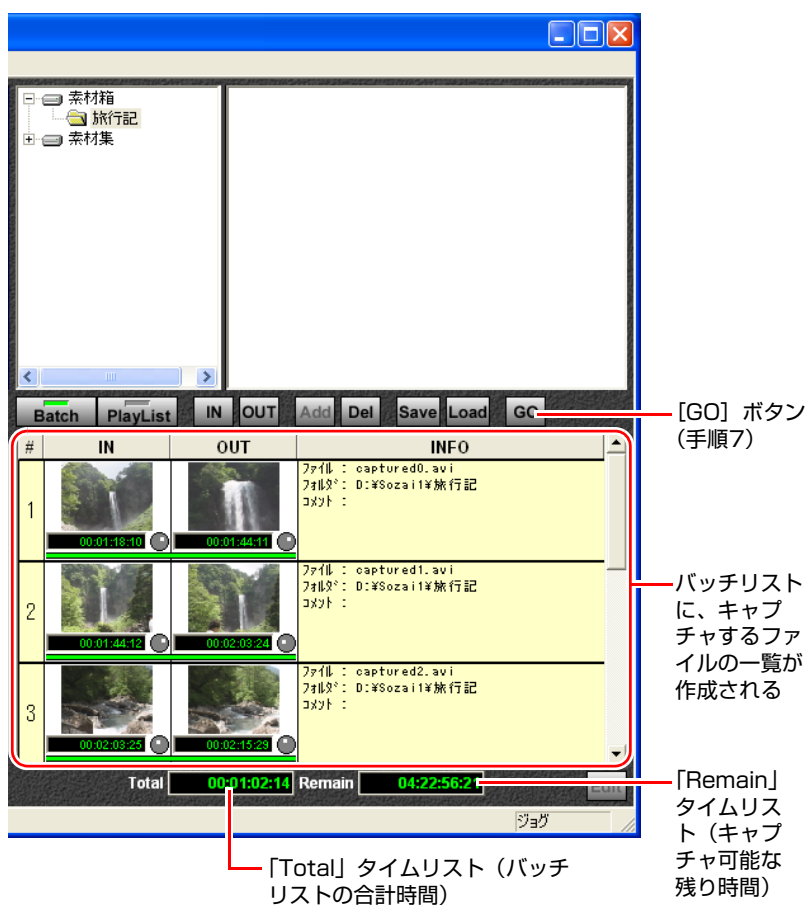 素材箱
旅行記
素材集
Batch PlayList IN OUT Add Del Save Load GO
[GO] ボタン
(手順7)
# IN OUT INFO
1
00:01:18:10 00:01:44:11
ファイル : captured0.avi
フォルダ : D:¥Sozai1¥旅行記
コメント :
2
00:01:44:12 00:02:03:24
ファイル : captured1.avi
フォルダ : D:¥Sozai1¥旅行記
コメント :
3
00:02:03:25 00:02:15:29
ファイル : captured2.avi
フォルダ : D:¥Sozai1¥旅行記
コメント :
バッチリスト
に、キャプ
チャするファ
イルの一覧が
作成される
Total 00:01:02:14 Remain 04:22:56:21 Edit
ジョグ
「Remain」
タイムリス
ト（キャプ
チャ可能な
残り時間）
「Total」タイムリスト（バッチ
リストの合計時間）